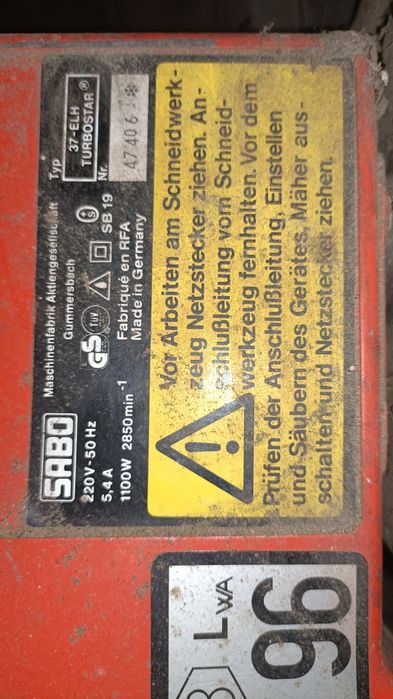 SABO
Maschinenfabrik Aktiengesellschaft
Gummersbach
Typ
37-ELH
TURBOSTAR®
Nr.
47406
220V-50 Hz
5,4 A
1100W 2850min⁻¹
GS
TÜV
SB 19
Fabriqué en RFA
Made in Germany
Vor Arbeiten am Schneidwerk-
zeug Netzstecker ziehen. An-
schlußleitung vom Schneid-
werkzeug fernhalten. Vor dem
Prüfen der Anschlußleitung, Einstellen
und Säubern des Gerätes, Mäher aus-
schalten und Netzstecker ziehen.
LWA
96